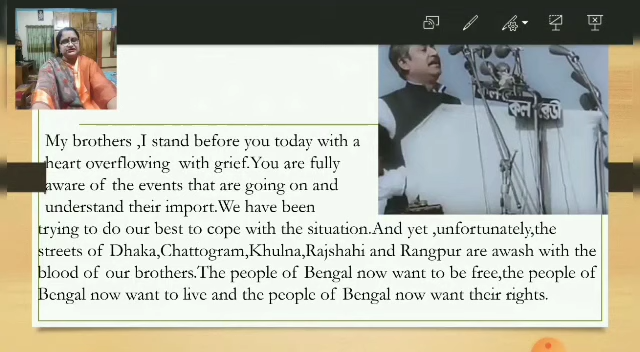 কল রেডী
My brothers ,I stand before you today with a
heart overflowing with grief.You are fully
aware of the events that are going on and
understand their import.We have been
trying to do our best to cope with the situation.And yet ,unfortunately,the
streets of Dhaka,Chattogram,Khulna,Rajshahi and Rangpur are awash with the
blood of our brothers.The people of Bengal now want to be free,the people of
Bengal now want to live and the people of Bengal now want their rights.